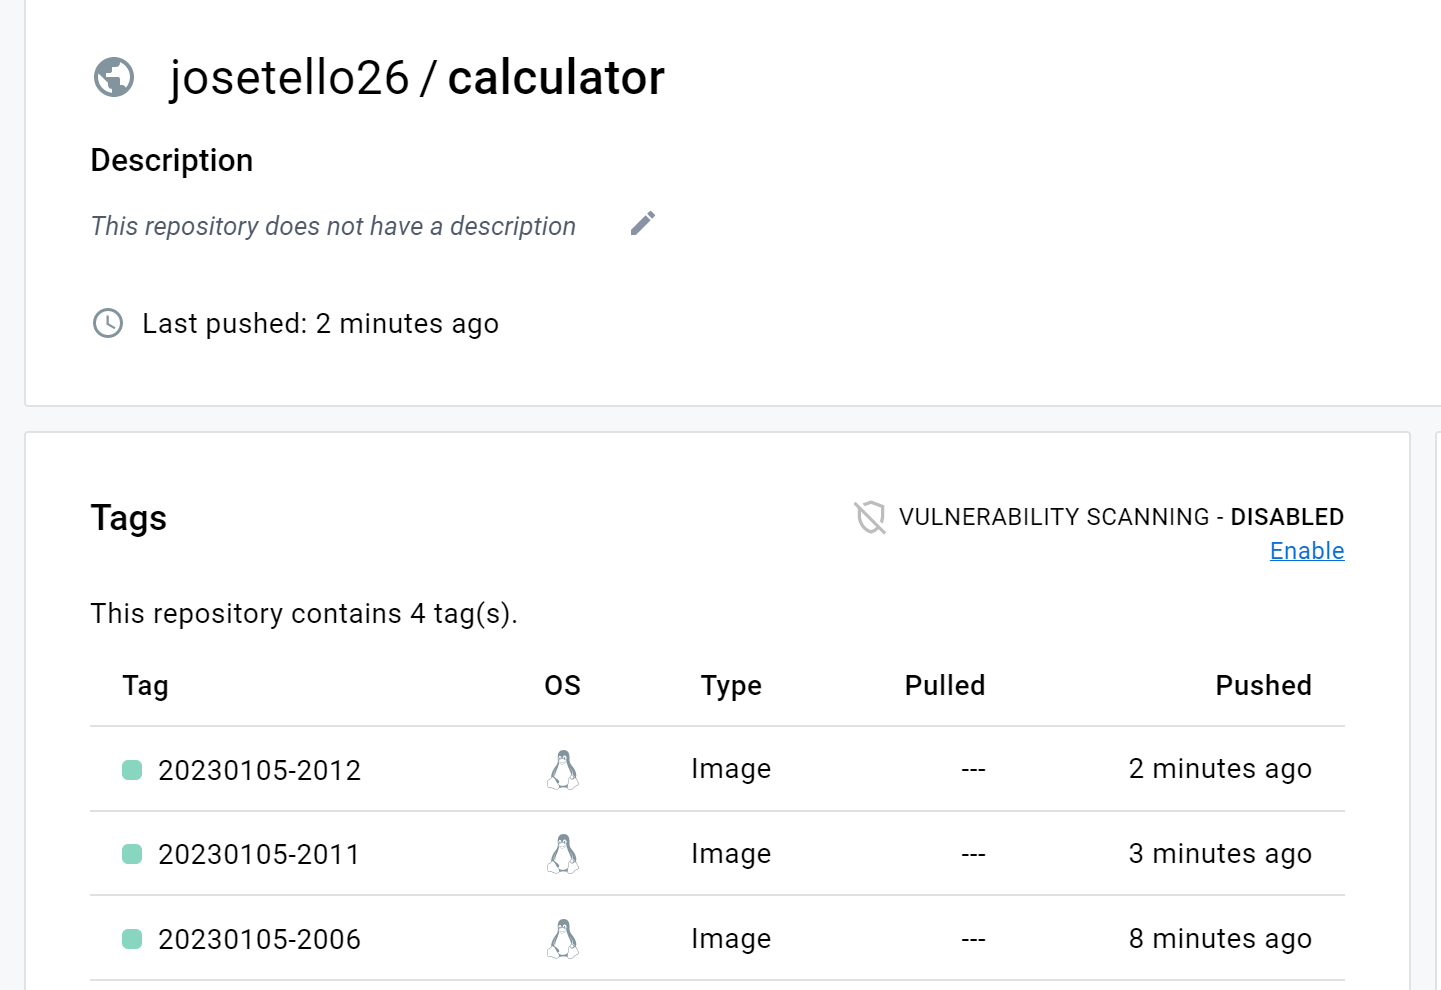 josetello26 / calculator
Description
This repository does not have a description
Last pushed: 2 minutes ago
Tags
VULNERABILITY SCANNING - DISABLED
Enable
This repository contains 4 tag(s).
Tag OS Type Pulled Pushed
20230105-2012 Image --- 2 minutes ago
20230105-2011 Image --- 3 minutes ago
20230105-2006 Image --- 8 minutes ago